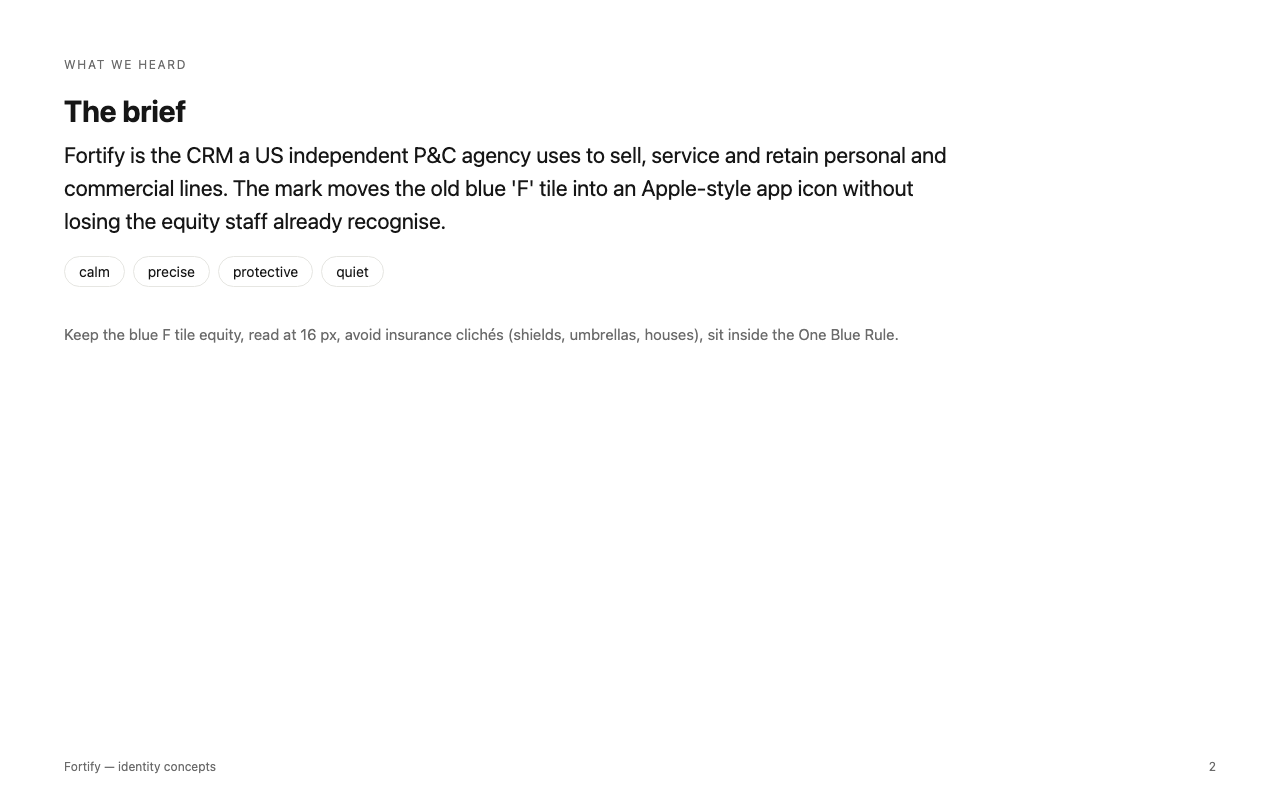 WHAT WE HEARD
The brief
Fortify is the CRM a US independent P&C agency uses to sell, service and retain personal and
commercial lines. The mark moves the old blue 'F' tile into an Apple-style app icon without
losing the equity staff already recognise.
calm precise protective quiet
Keep the blue F tile equity, read at 16 px, avoid insurance clichés (shields, umbrellas, houses), sit inside the One Blue Rule.
Fortify — identity concepts 2